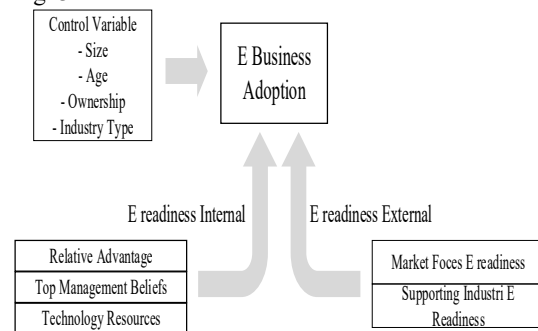 Control Variable
- Size
- Age
- Ownership
- Industry Type
E Business
Adoption
E readiness Internal
E readiness External
Relative Advantage
Top Management Beliefs
Technology Resources
Market Foces E readiness
Supporting Industri E
Readiness